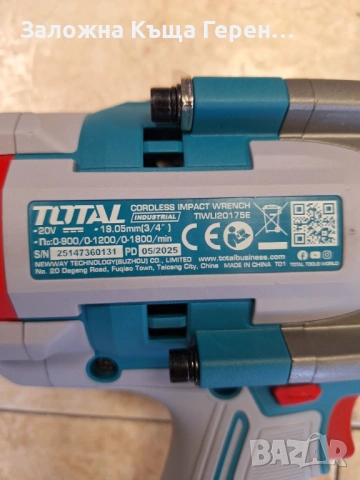 Заложна Къща Герен...
TOTAL
INDUSTRIAL
CORDLESS IMPACT WRENCH
TIWLI20175E
20V 19.05mm(3/4")
n₀:0-900/0-1200/0-1800/min
S/N 25147360131 PD 05/2025
NEWWAY TECHNOLOGY(SUZHOU) CO., LIMITED
No. 20 Dagang Road, Fuqiao Town, Taicang City, China
www.totalbusiness.com
MADE IN CHINA T01
TOTAL TOOLS WORLD
BAZAR
bg